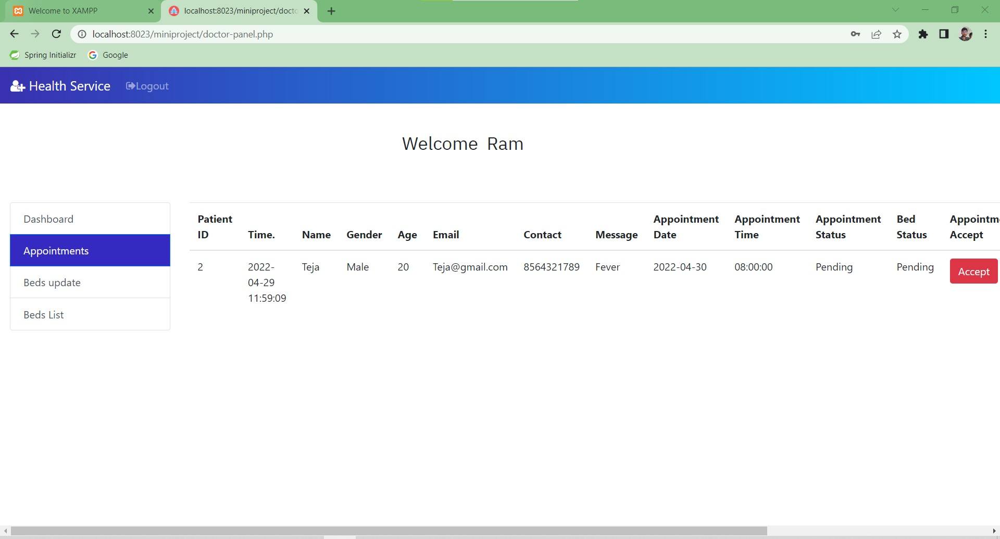 Welcome to XAMPP
localhost:8023/miniproject/docto
localhost:8023/miniproject/doctor-panel.php
Spring Initializr Google
Health Service Logout
Welcome Ram
Dashboard
Appointments
Beds update
Beds List
Patient ID Time. Name Gender Age Email Contact Message Appointment Date Appointment Time Appointment Status Bed Status Appointm Accept
2 2022-04-29 11:59:09 Teja Male 20 Teja@gmail.com 8564321789 Fever 2022-04-30 08:00:00 Pending Pending Accept